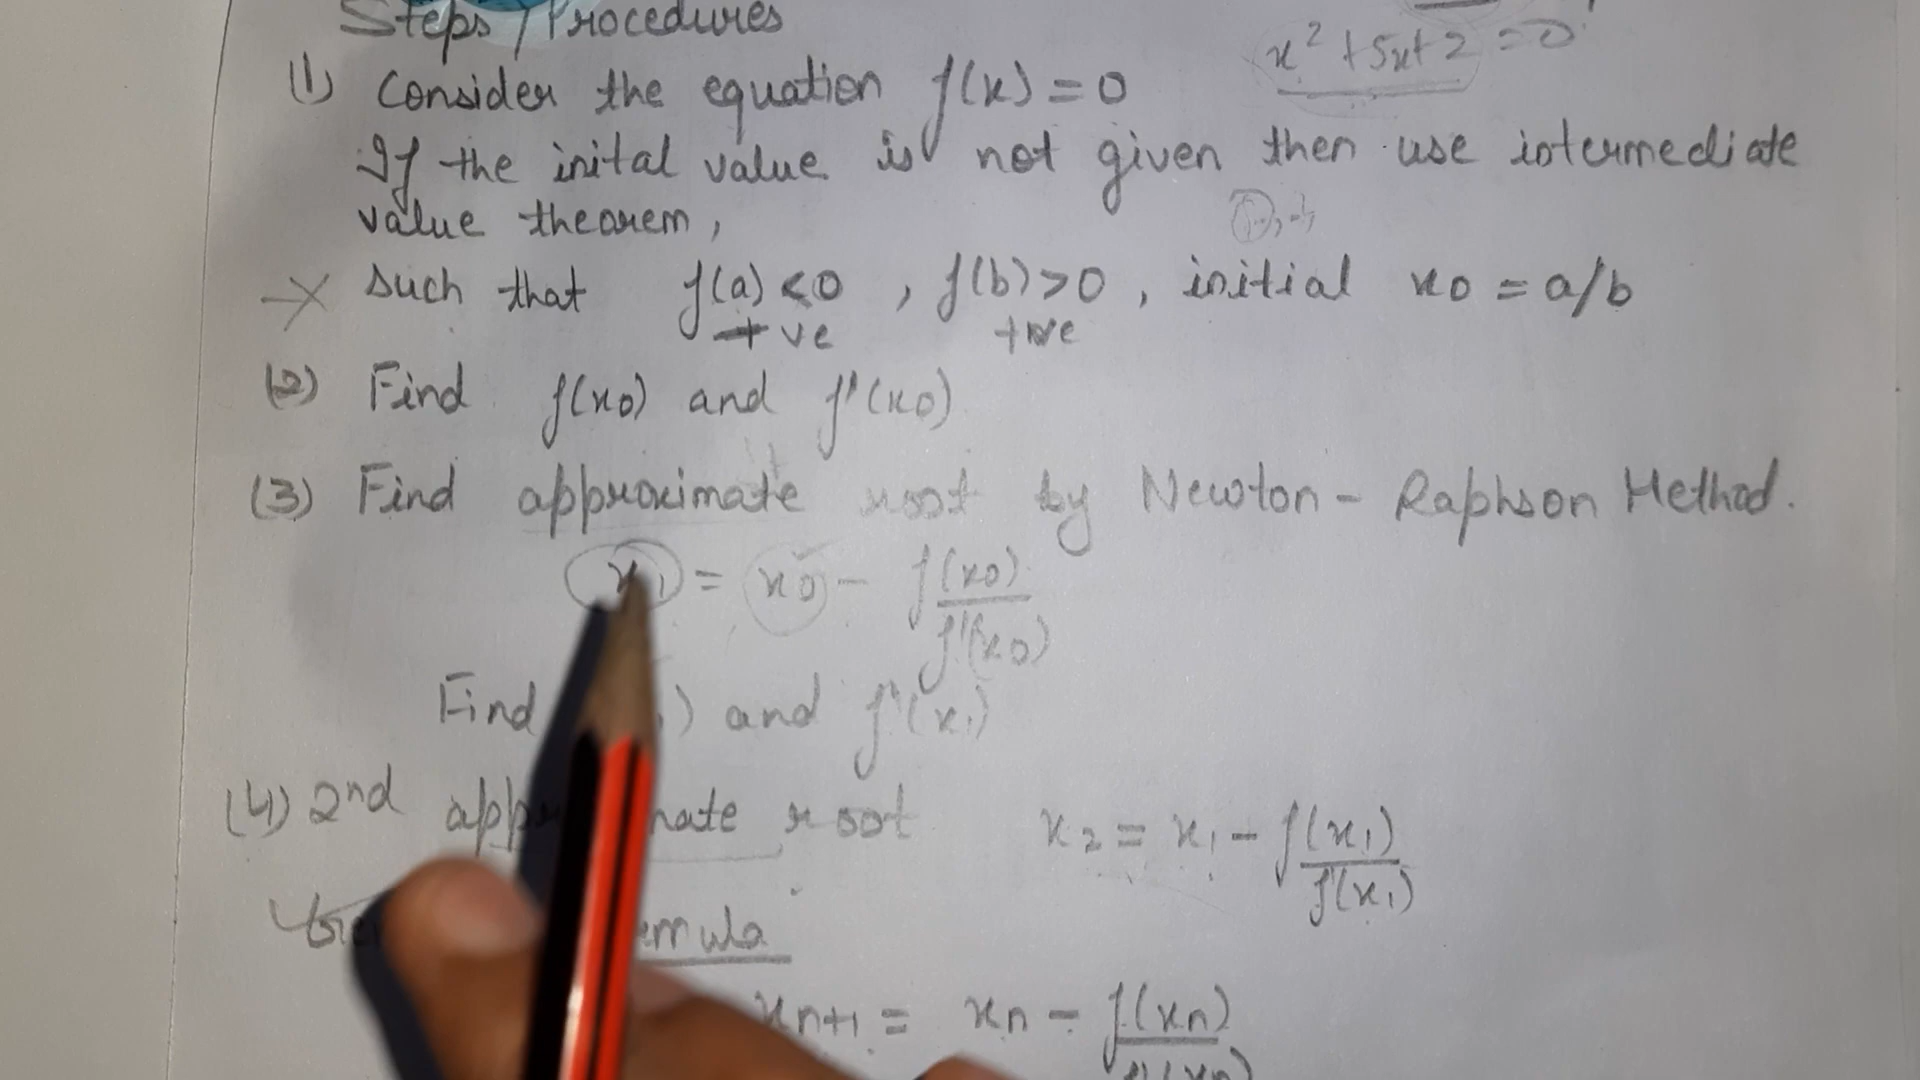 Steps / Procedures
x² + 5x + 2 = 0
(1) Consider the equation f(x) = 0
If the inital value is not given then use intermediate
value theorem,
such that f(a) < 0 , f(b) > 0 , initial x0 = a/b
+ve +ve
(2) Find f(x0) and f'(x0)
(3) Find approximate root by Newton - Raphson Method.
x1 = x0 - f(x0)/f'(x0)
Find and f'(x1)
(4) 2nd root x2 = x1 - f(x1)/f'(x1)
xn+1 = xn - f(xn)/f'(xn)